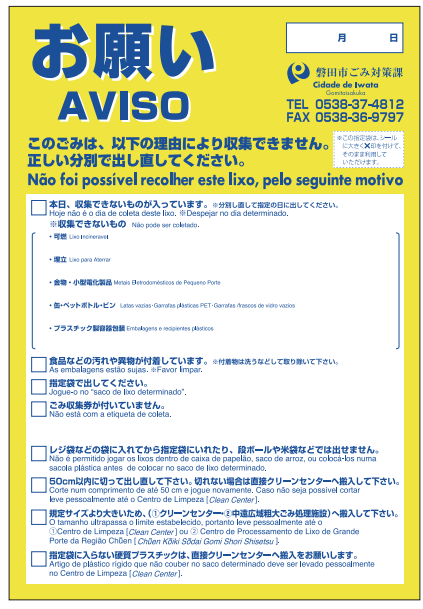 お願い
AVISO
月 日
磐田市ごみ対策課
Cidade de Iwata
Gomitaisakuka
TEL 0538-37-4812
FAX 0538-36-9797
このごみは、以下の理由により収集できません。
正しい分別で出し直してください。
※この指定袋は、シール
に大きく✕印を付けて、
そのまま利用して
いただけます。
Não foi possível recolher este lixo, pelo seguinte motivo
本日、収集できないものが入っています。※分別し直して指定の日に出してください。
Hoje não é o dia de coleta deste lixo. ※Despejar no dia determinado.
※収集できないもの Não pode ser coletado.
・可燃 Lixo Incineravel
・埋立 Lixo para Aterrar
・金物・小型電化製品 Metais Eletrodomésticos de Pequeno Porte
・缶・ペットボトル・ビン Latas vazias・Garrafas plásticas PET・Garrafas frascos de vidro vazios
・プラスチック製容器包装 Embalagens e recipientes plásticos
食品などの汚れや異物が付着しています。※付着物は洗うなどして取り除いて下さい。
As embalagens estão sujas. ※Favor limpar.
指定袋で出してください。
Jogue-o no "saco de lixo determinado".
ごみ収集券が付いていません。
Não está com a etiqueta de coleta.
レジ袋などの袋に入れてから指定袋にいれたり、段ボールや米袋などでは出せません。
Não é permitido jogar os lixos dentro de caixa de papelão, saco de arroz, ou colocá-los numa
sacola plástica antes de colocar no saco de lixo determinado.
50cm以内に切って出し直して下さい。切れない場合は直接クリーンセンターへ搬入して下さい。
Corte num comprimento de até 50 cm e jogue novamente. Caso não seja possível cortar
leve pessoalmente até o Centro de Limpeza [Clean Center].
規定サイズより大きいため、(①クリーンセンター・②中遠広域粗大ごみ処理施設)へ搬入して下さい。
O tamanho ultrapassa o limite estabelecido, portanto leve pessoalmente até o
①Centro de Limpeza [Clean Center] ou ② Centro de Processamento de Lixo de Grande
Porte da Região Chūen [Chūen Kōiki Sōdai Gomi Shori Shisetsu].
指定袋に入らない硬質プラスチックは、直接クリーンセンターへ搬入をお願いします。
Artigo de plástico rígido que não couber no saco determinado deve ser levado pessoalmente
no Centro de Limpeza [Clean Center].